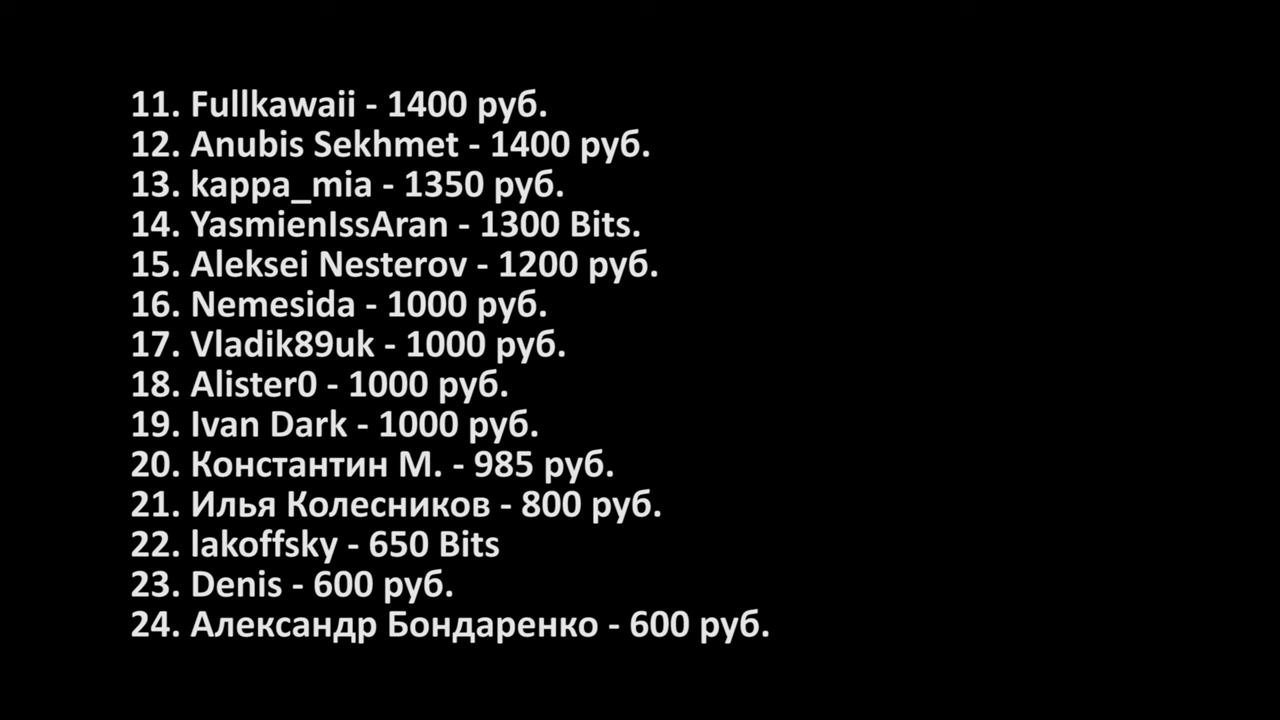 11. Fullkawaii - 1400 руб.
12. Anubis Sekhmet - 1400 руб.
13. kappa_mia - 1350 руб.
14. YasmienIssAran - 1300 Bits.
15. Aleksei Nesterov - 1200 руб.
16. Nemesida - 1000 руб.
17. Vladik89uk - 1000 руб.
18. Alister0 - 1000 руб.
19. Ivan Dark - 1000 руб.
20. Константин М. - 985 руб.
21. Илья Колесников - 800 руб.
22. lakoffsky - 650 Bits
23. Denis - 600 руб.
24. Александр Бондаренко - 600 руб.